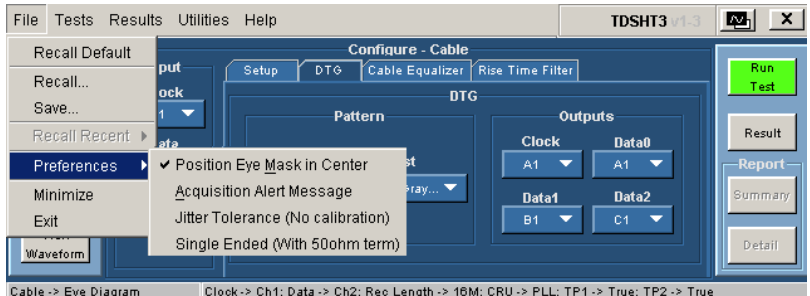 File Tests Results Utilities Help
TDSHT3 v1-3
X
Recall Default
Recall...
Save...
Recall Recent
Preferences
Minimize
Exit
Position Eye Mask in Center
Acquisition Alert Message
Jitter Tolerance (No calibration)
Single Ended (With 50ohm term)
Waveform
Configure - Cable
Setup DTG Cable Equalizer Rise Time Filter
DTG
Pattern
Outputs
Clock Data0
A1 A1
Data1 Data2
B1 C1
Run
Test
Result
Report
Summary
Detail
Cable -> Eye Diagram
Clock -> Ch1: Data -> Ch2: Rec Length -> 16M: CRU -> PLL: TP1 -> True: TP2 -> True